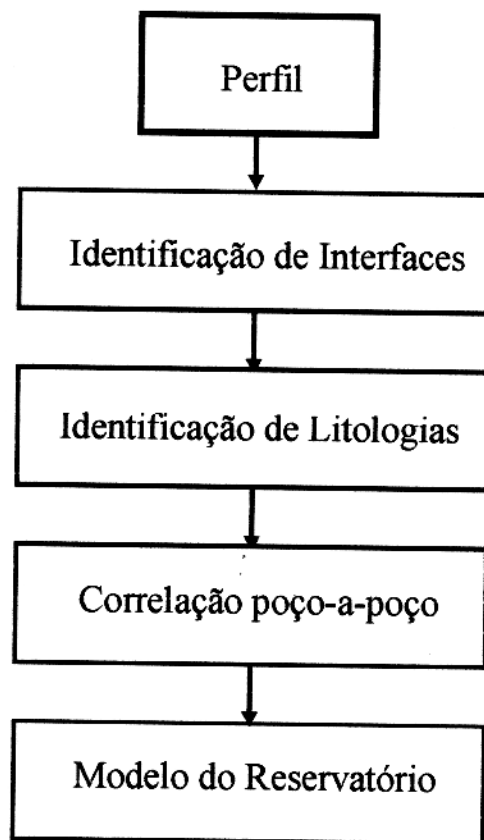 Perfil
Identificação de Interfaces
Identificação de Litologias
Correlação poço-a-poço
Modelo do Reservatório